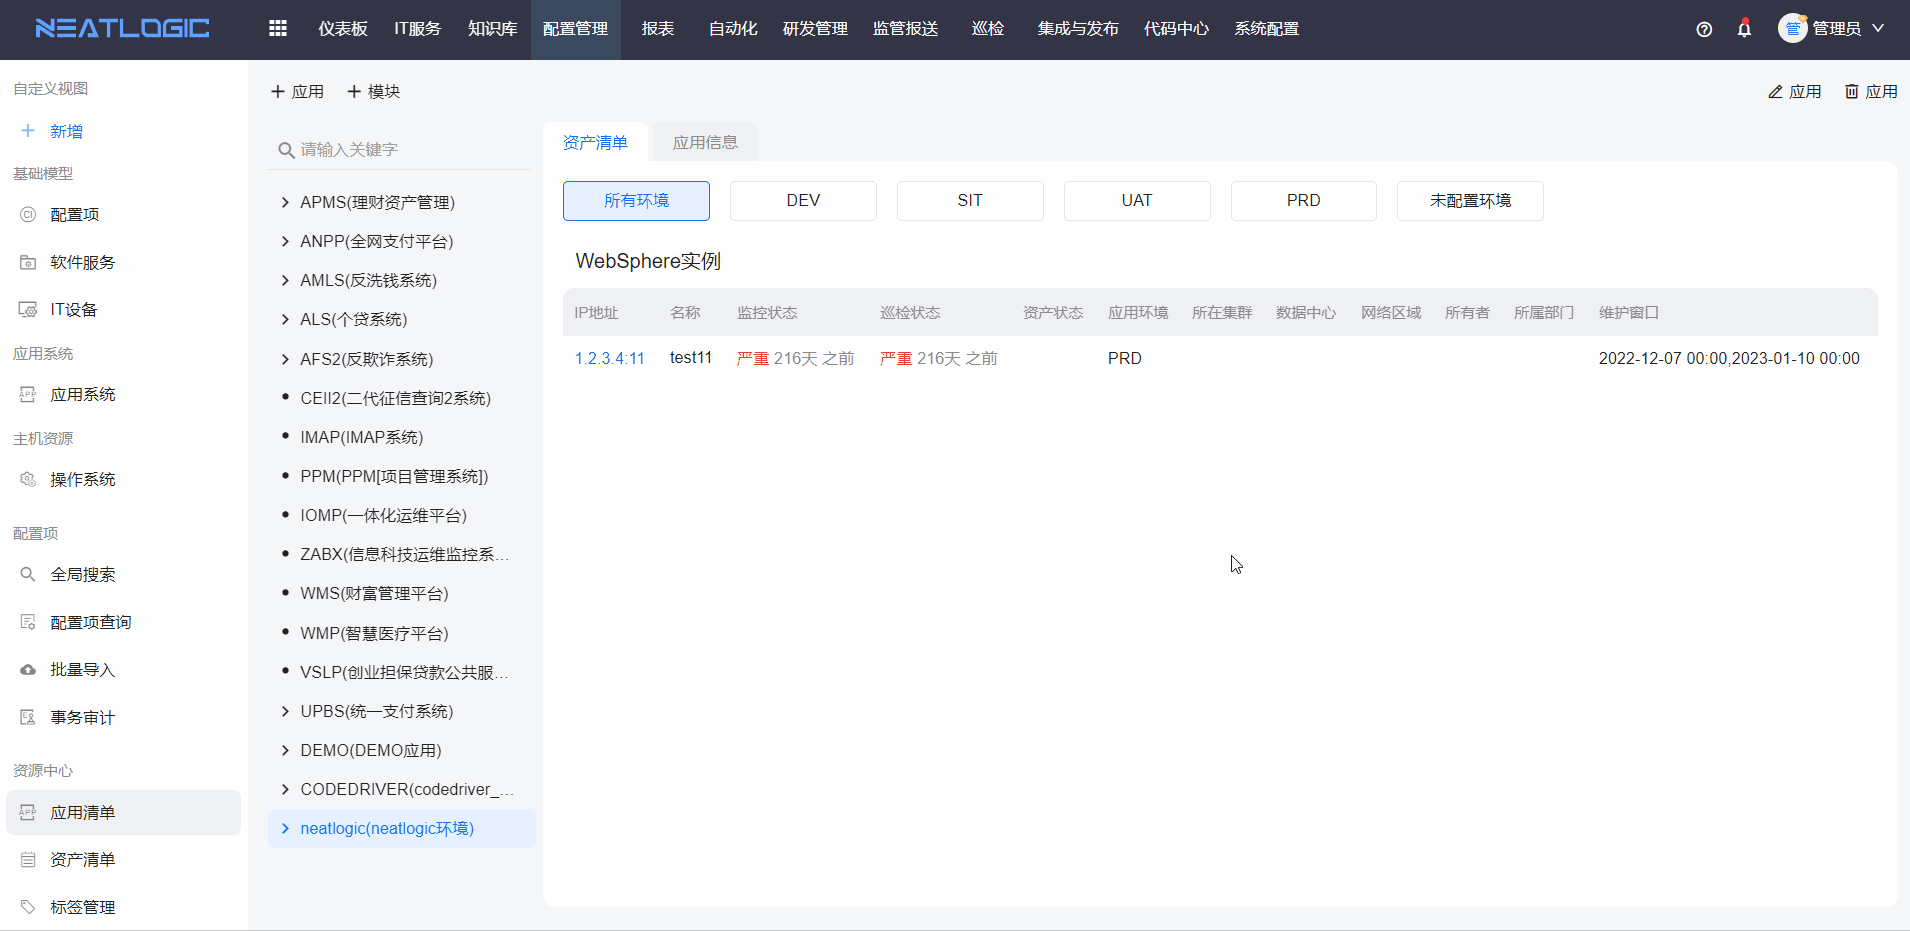 NEATLOGIC
仪表板 IT服务 知识库 配置管理 报表 自动化 研发管理 监管报送 巡检 集成与发布 代码中心 系统配置
管 管理员
自定义视图
新增
基础模型
CI 配置项
软件服务
IT设备
应用系统
APP 应用系统
主机资源
操作系统
配置项
全局搜索
配置项查询
批量导入
事务审计
资源中心
APP 应用清单
资产清单
标签管理
应用 模块
应用 应用
请输入关键字
APMS(理财资产管理)
ANPP(全网支付平台)
AMLS(反洗钱系统)
ALS(个贷系统)
AFS2(反欺诈系统)
CEII2(二代征信查询2系统)
IMAP(IMAP系统)
PPM(PPM[项目管理系统])
IOMP(一体化运维平台)
ZABX(信息科技运维监控系...
WMS(财富管理平台)
WMP(智慧医疗平台)
VSLP(创业担保贷款公共服...
UPBS(统一支付系统)
DEMO(DEMO应用)
CODEDRIVER(codedriver_...
neatlogic(neatlogic环境)
资产清单 应用信息
所有环境 DEV SIT UAT PRD 未配置环境
WebSphere实例
IP地址 名称 监控状态 巡检状态 资产状态 应用环境 所在集群 数据中心 网络区域 所有者 所属部门 维护窗口
1.2.3.4:11 test11 严重 216天 之前 严重 216天 之前 PRD 2022-12-07 00:00,2023-01-10 00:00